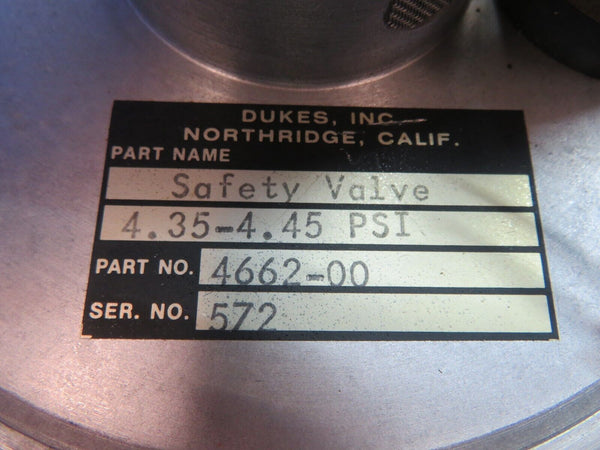 DUKES, INC.
NORTHRIDGE, CALIF.
PART NAME
Safety Valve
4.35-4.45 PSI
PART NO. 4662-00
SER. NO. 572